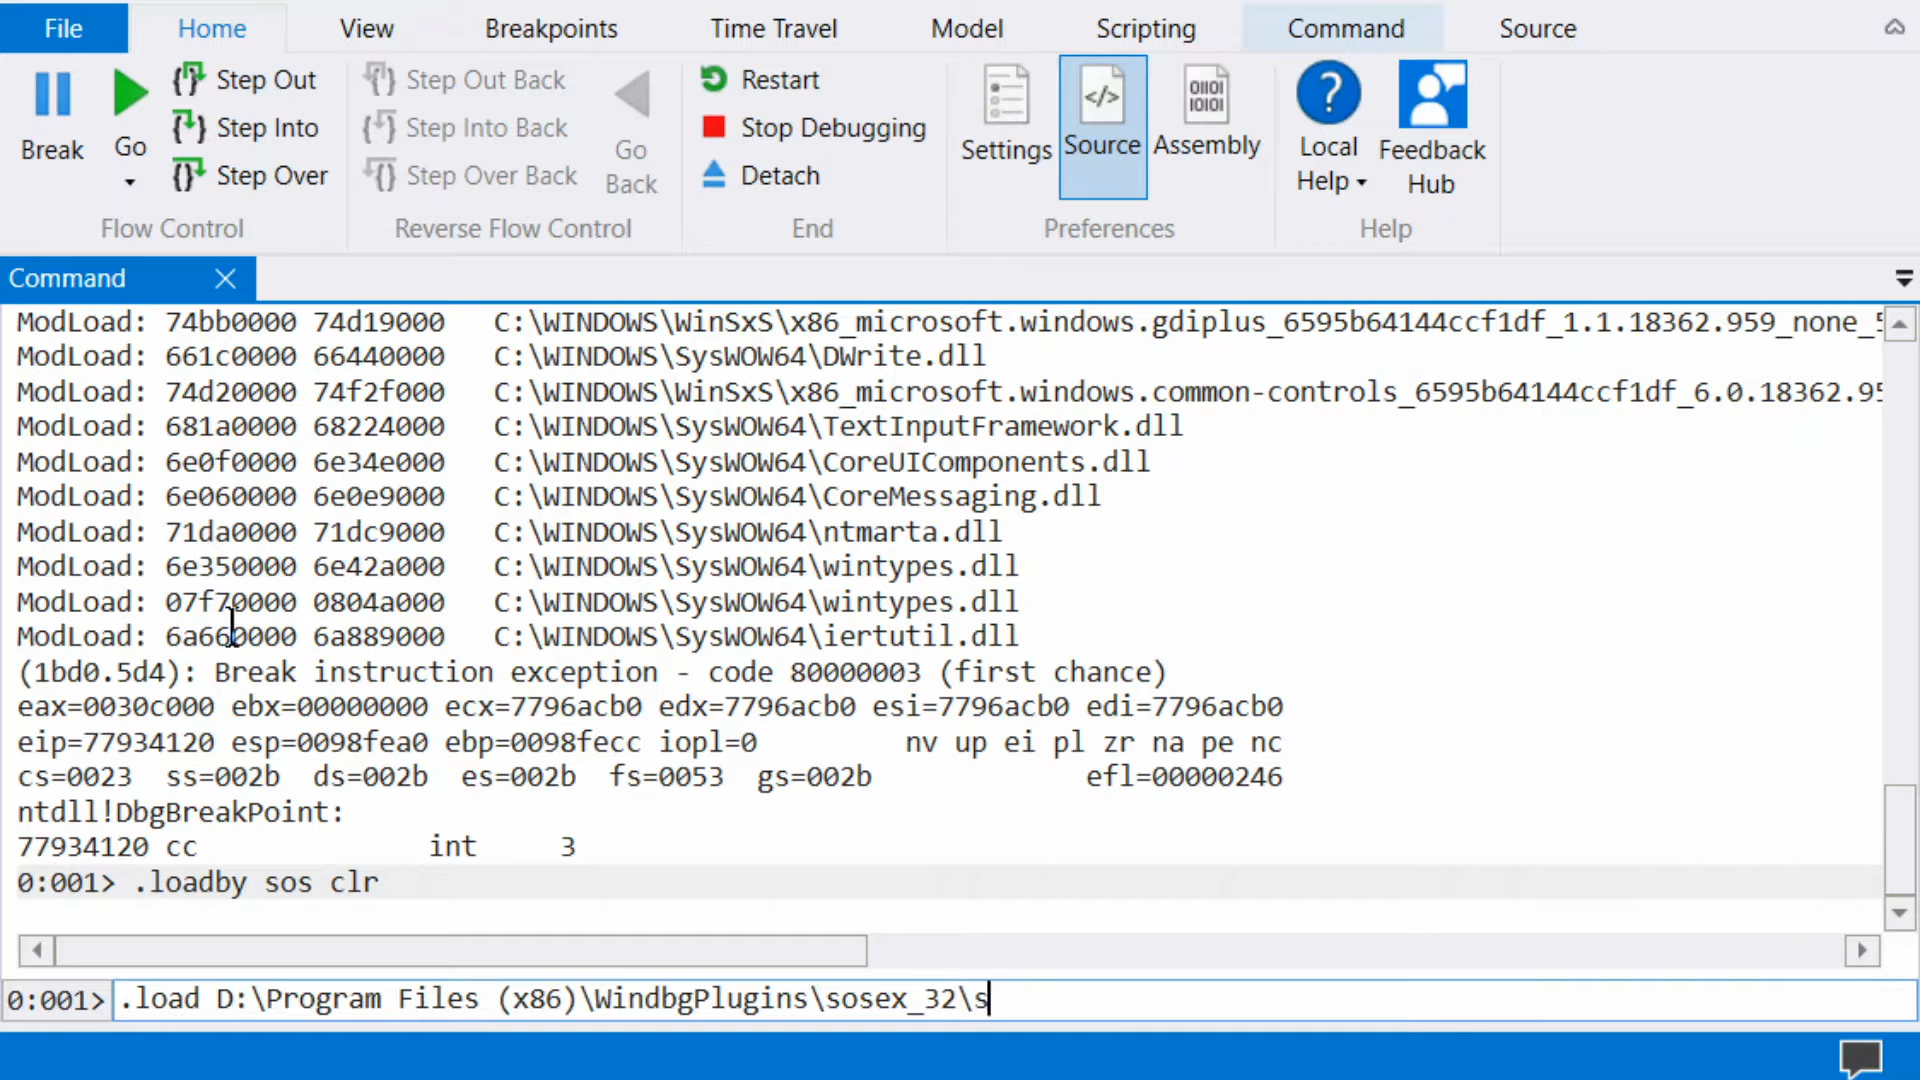 File Home View Breakpoints Time Travel Model Scripting Command Source
Break
Go
Step Out
Step Into
Step Over
Flow Control
Step Out Back
Step Into Back
Step Over Back
Go Back
Reverse Flow Control
Restart
Stop Debugging
Detach
End
Settings
Source
Assembly
Preferences
Local Help
Feedback Hub
Help
Command
ModLoad: 74bb0000 74d19000 C:\WINDOWS\WinSxS\x86_microsoft.windows.gdiplus_6595b64144ccf1df_1.1.18362.959_none_5
ModLoad: 661c0000 66440000 C:\WINDOWS\SysWOW64\DWrite.dll
ModLoad: 74d20000 74f2f000 C:\WINDOWS\WinSxS\x86_microsoft.windows.common-controls_6595b64144ccf1df_6.0.18362.95
ModLoad: 681a0000 68224000 C:\WINDOWS\SysWOW64\TextInputFramework.dll
ModLoad: 6e0f0000 6e34e000 C:\WINDOWS\SysWOW64\CoreUIComponents.dll
ModLoad: 6e060000 6e0e9000 C:\WINDOWS\SysWOW64\CoreMessaging.dll
ModLoad: 71da0000 71dc9000 C:\WINDOWS\SysWOW64\ntmarta.dll
ModLoad: 6e350000 6e42a000 C:\WINDOWS\SysWOW64\wintypes.dll
ModLoad: 07f70000 0804a000 C:\WINDOWS\SysWOW64\wintypes.dll
ModLoad: 6a660000 6a889000 C:\WINDOWS\SysWOW64\iertutil.dll
(1bd0.5d4): Break instruction exception - code 80000003 (first chance)
eax=0030c000 ebx=00000000 ecx=7796acb0 edx=7796acb0 esi=7796acb0 edi=7796acb0
eip=77934120 esp=0098fea0 ebp=0098fecc iopl=0 nv up ei pl zr na pe nc
cs=0023 ss=002b ds=002b es=002b fs=0053 gs=002b efl=00000246
ntdll!DbgBreakPoint:
77934120 cc int 3
0:001> .loadby sos clr
0:001> .load D:\Program Files (x86)\WindbgPlugins\sosex_32\s